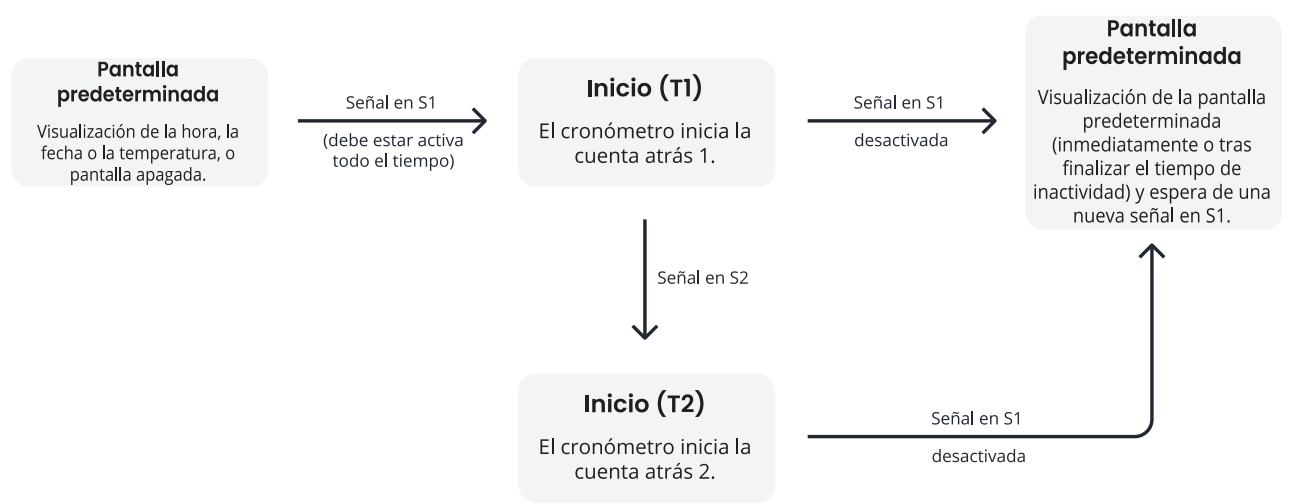 Pantalla
predeterminada
Visualización de la hora, la
fecha o la temperatura, o
pantalla apagada.
Señal en S1
(debe estar activa
todo el tiempo)
Inicio (T1)
El cronómetro inicia la
cuenta atrás 1.
Señal en S1
desactivada
Pantalla
predeterminada
Visualización de la pantalla
predeterminada
(inmediatamente o tras
finalizar el tiempo de
inactividad) y espera de una
nueva señal en S1.
Señal en S2
Inicio (T2)
El cronómetro inicia la
cuenta atrás 2.
Señal en S1
desactivada